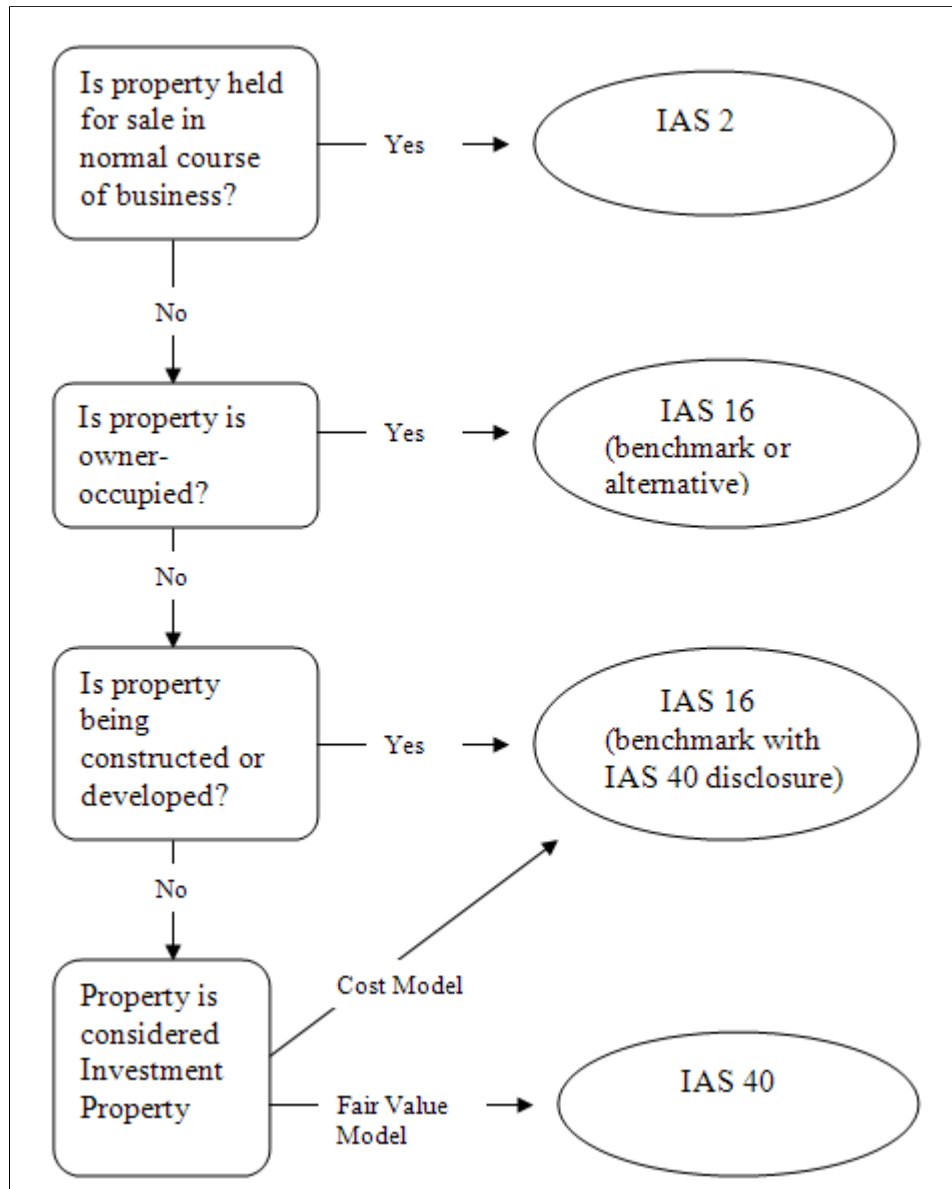 Is property held
for sale in
normal course
of business?
Yes
IAS 2
No
Is property is
owner-
occupied?
Yes
IAS 16
(benchmark or
alternative)
No
Is property
being
constructed or
developed?
Yes
IAS 16
(benchmark with
IAS 40 disclosure)
No
Property is
considered
Investment
Property
Cost Model
Fair Value
Model
IAS 40